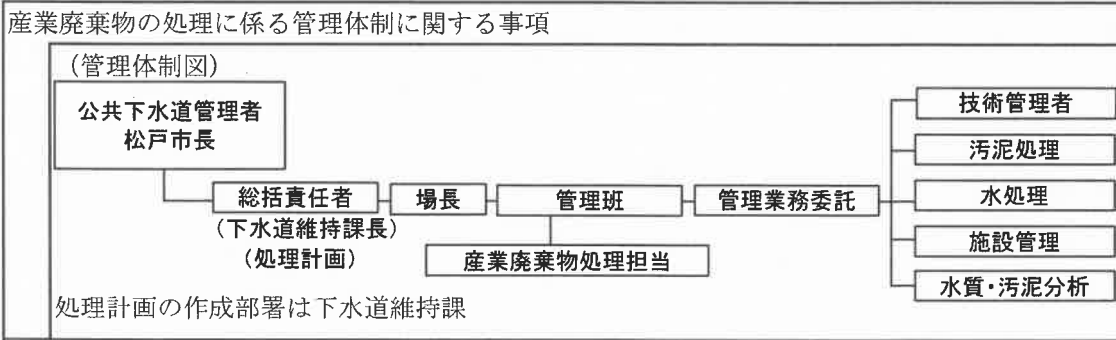 産業廃棄物の処理に係る管理体制に関する事項
（管理体制図）
公共下水道管理者
松戸市長
技術管理者
汚泥処理
総括責任者
場長
管理班
管理業務委託
水処理
（下水道維持課長）
（処理計画）
産業廃棄物処理担当
施設管理
水質・汚泥分析
処理計画の作成部署は下水道維持課